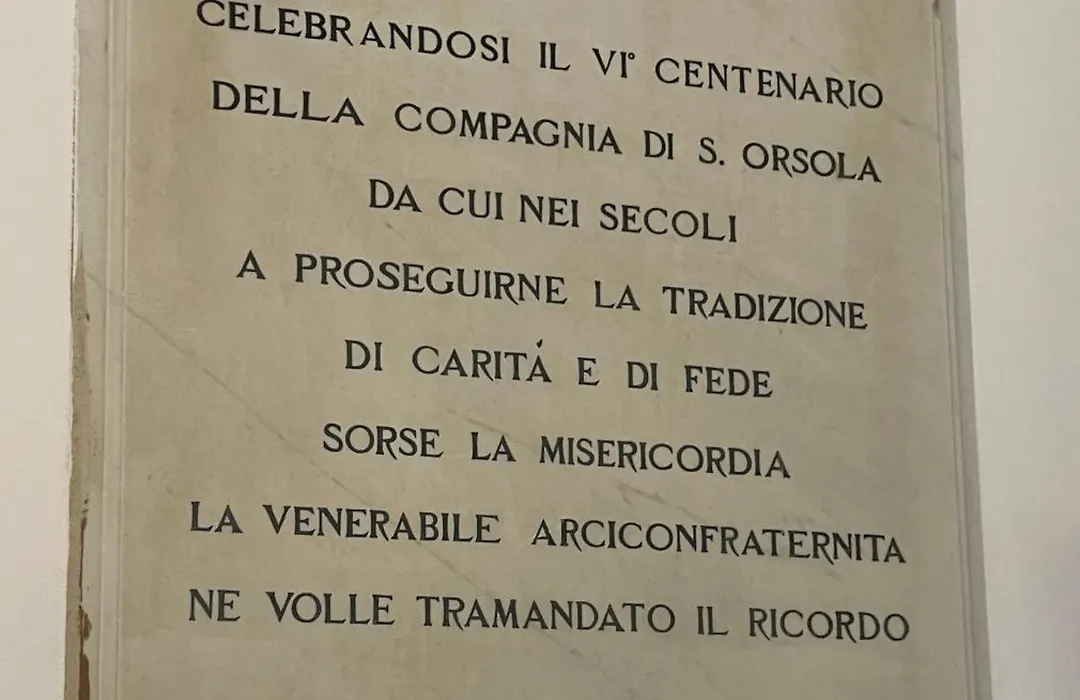 CELEBRANDOSI IL VI° CENTENARIO
DELLA COMPAGNIA DI S. ORSOLA
DA CUI NEI SECOLI
A PROSEGUIRNE LA TRADIZIONE
DI CARITÁ E DI FEDE
SORSE LA MISERICORDIA
LA VENERABILE ARCICONFRATERNITA
NE VOLLE TRAMANDATO IL RICORDO